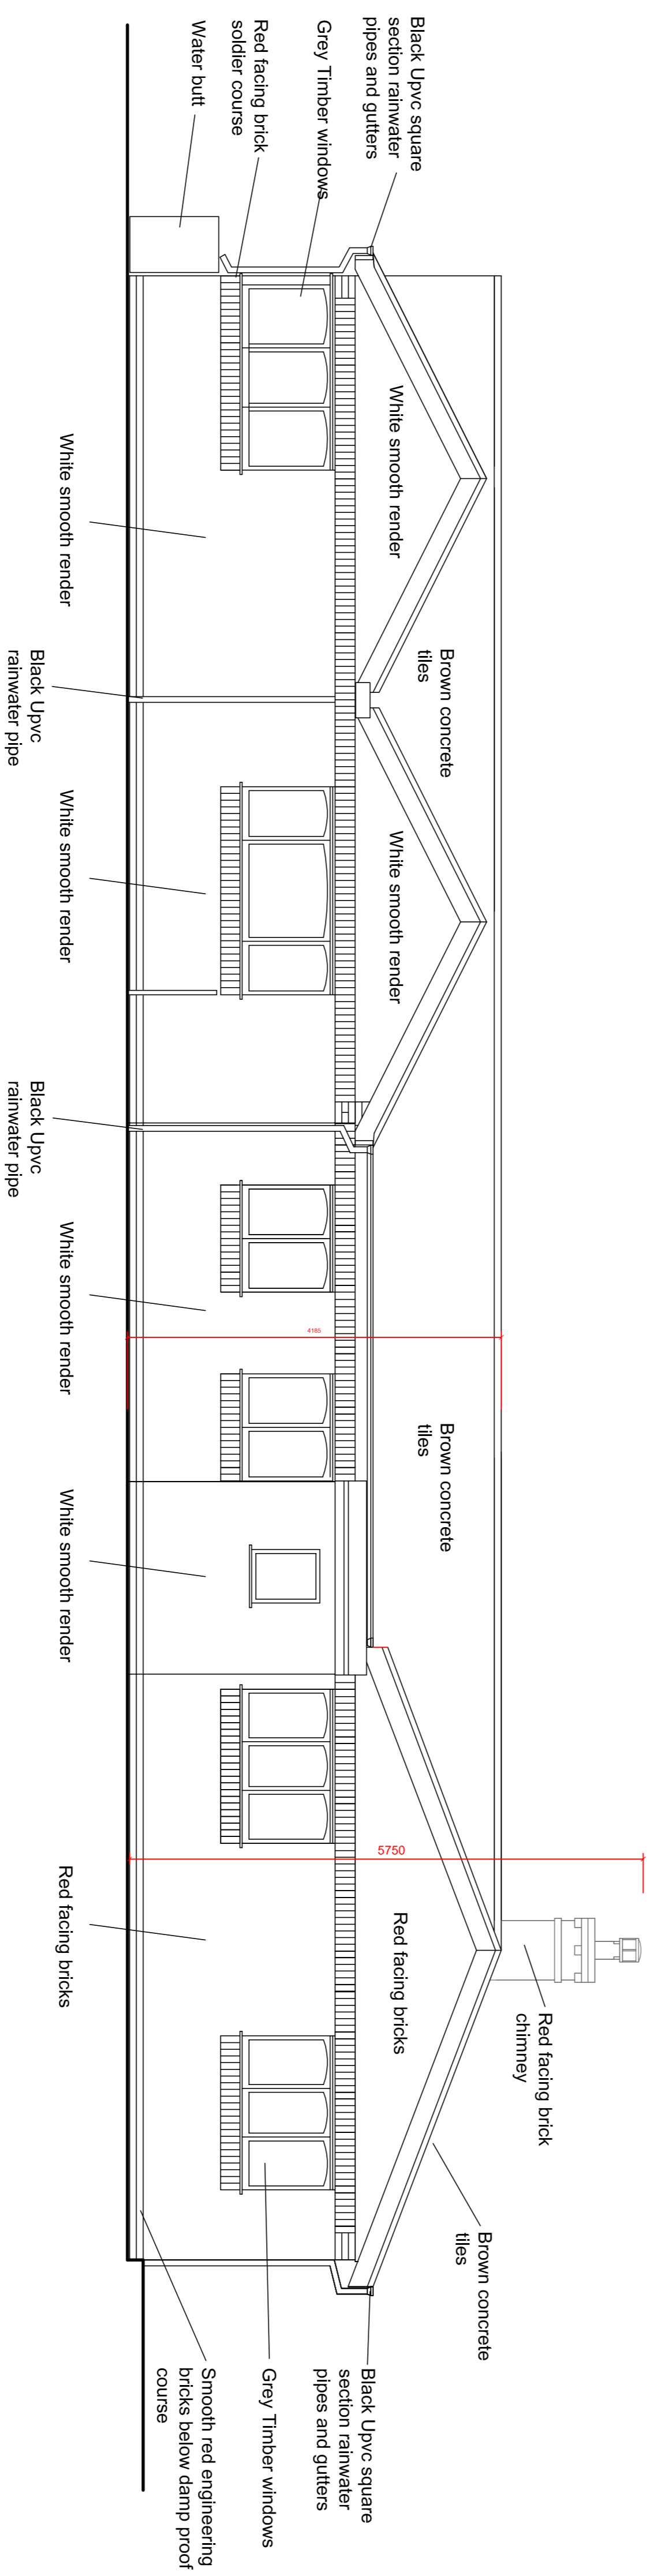 Black Upvc square
section rainwater
pipes and gutters
Grey Timber windows
Red facing brick
soldier course
Water butt
White smooth render
White smooth render
Brown concrete
tiles
Black Upvc
rainwater pipe
White smooth render
White smooth render
Black Upvc
rainwater pipe
White smooth render
4185
Brown concrete
tiles
White smooth render
5750
Red facing bricks
Red facing bricks
Red facing brick
chimney
Brown concrete
tiles
Black Upvc square
section rainwater
pipes and gutters
Grey Timber windows
Smooth red engineering
bricks below damp proof
course